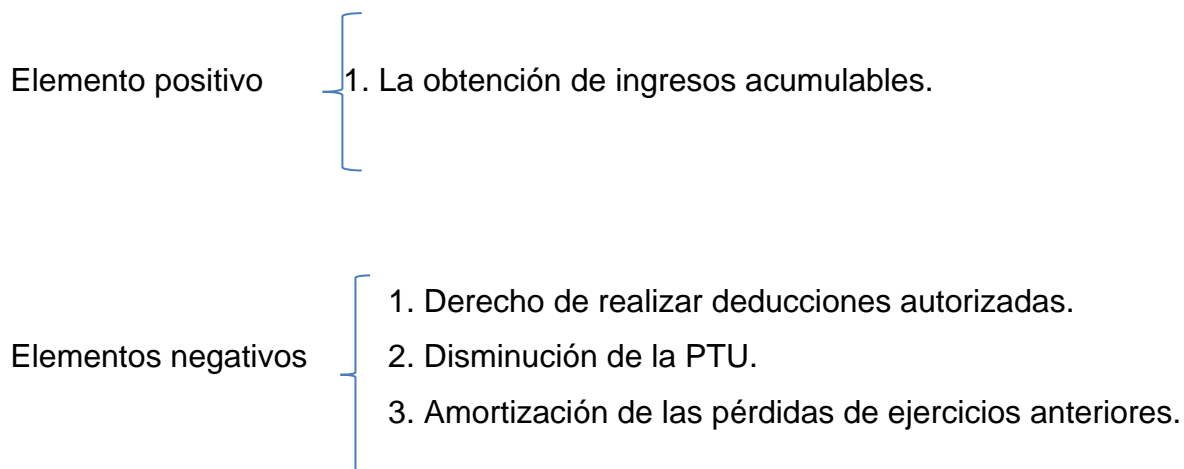 Elemento positivo 1. La obtención de ingresos acumulables.
1. Derecho de realizar deducciones autorizadas.
Elementos negativos 2. Disminución de la PTU.
3. Amortización de las pérdidas de ejercicios anteriores.